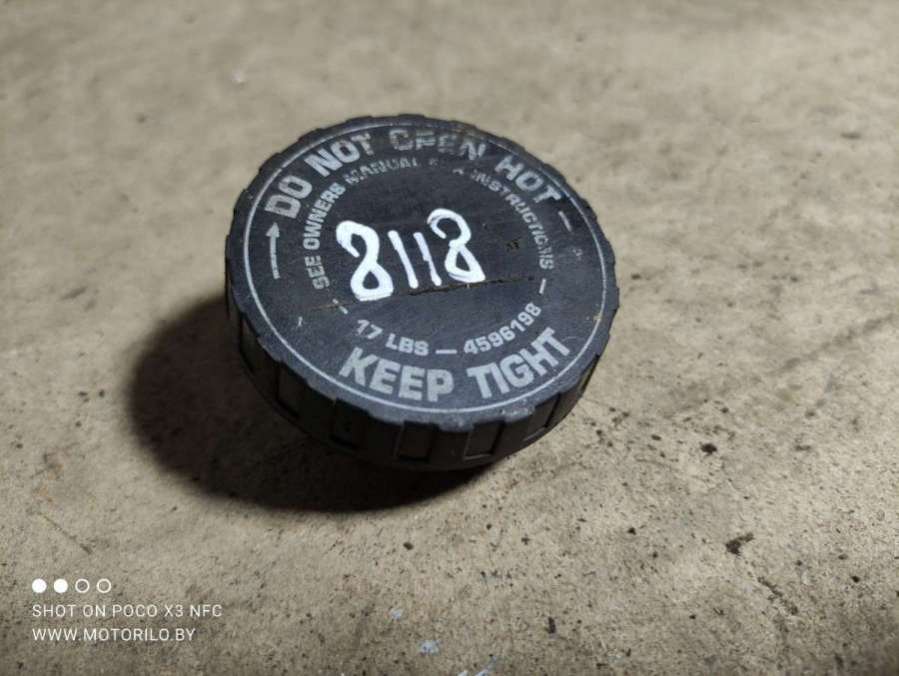 DO NOT OPEN HOT
SEE OWNERS MANUAL FOR INSTRUCTIONS
8118
17 LBS – 4596198
KEEP TIGHT
SHOT ON POCO X3 NFC
WWW.MOTORILO.BY